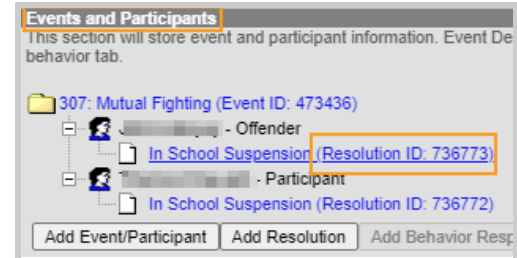 Events and Participants
This section will store event and participant information. Event De
behavior tab.
307: Mutual Fighting (Event ID: 473436)
- Offender
In School Suspension (Resolution ID: 736773)
- Participant
In School Suspension (Resolution ID: 736772)
Add Event/Participant Add Resolution Add Behavior Resp